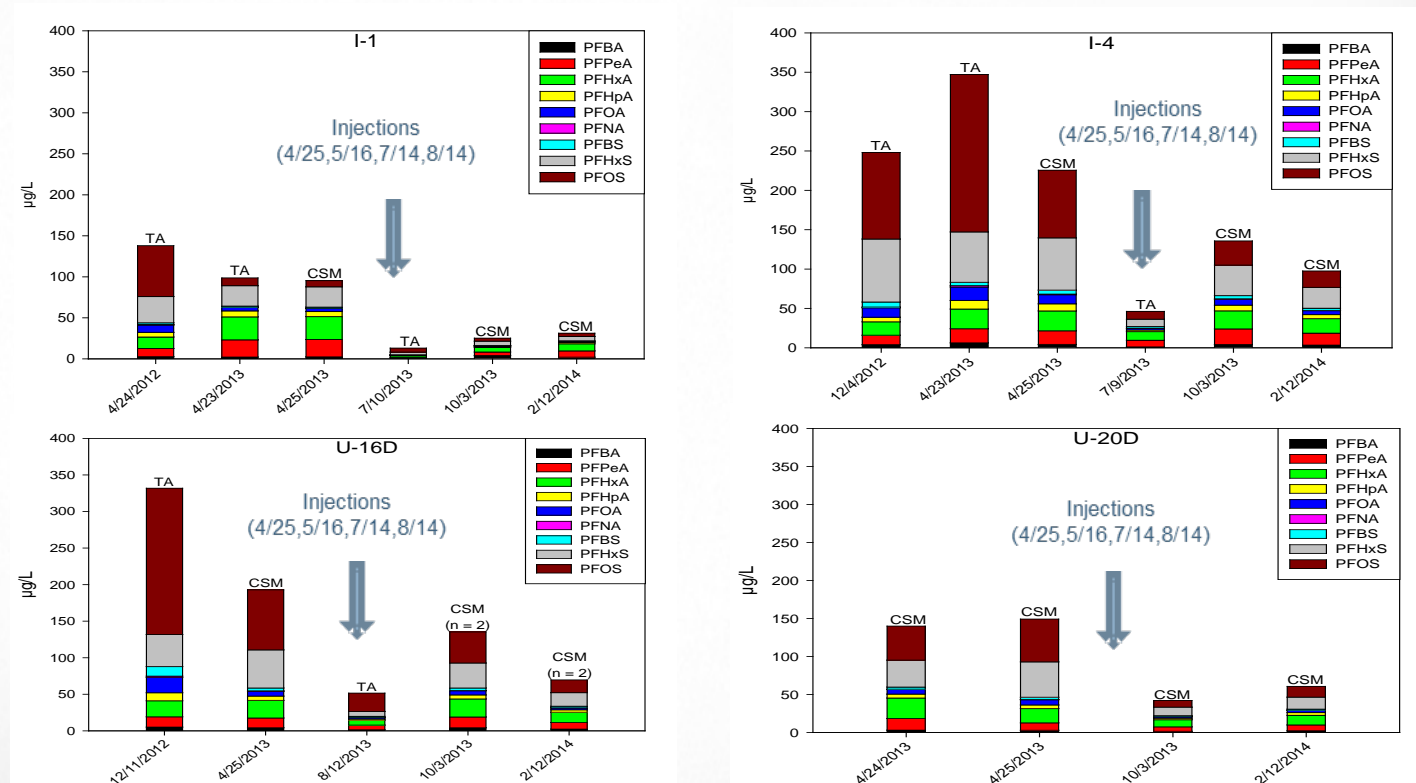 I-1
400
350
300
250
200
150
100
50
0
µg/L
PFBA
PFPeA
PFHxA
PFHpA
PFOA
PFNA
PFBS
PFHxS
PFOS
Injections
(4/25,5/16,7/14,8/14)
TA
TA
CSM
TA
CSM
CSM
4/24/2012
4/23/2013
4/25/2013
7/10/2013
10/3/2013
2/12/2014
I-4
400
350
300
250
200
150
100
50
0
µg/L
PFBA
PFPeA
PFHxA
PFHpA
PFOA
PFNA
PFBS
PFHxS
PFOS
Injections
(4/25,5/16,7/14,8/14)
TA
TA
CSM
TA
CSM
CSM
12/4/2012
4/23/2013
4/25/2013
7/9/2013
10/3/2013
2/12/2014
U-16D
400
350
300
250
200
150
100
50
0
µg/L
PFBA
PFPeA
PFHxA
PFHpA
PFOA
PFNA
PFBS
PFHxS
PFOS
Injections
(4/25,5/16,7/14,8/14)
TA
CSM
TA
CSM
(n = 2)
CSM
(n = 2)
12/11/2012
4/25/2013
8/12/2013
10/3/2013
2/12/2014
U-20D
400
350
300
250
200
150
100
50
0
µg/L
PFBA
PFPeA
PFHxA
PFHpA
PFOA
PFNA
PFBS
PFHxS
PFOS
Injections
(4/25,5/16,7/14,8/14)
CSM
CSM
CSM
CSM
4/24/2013
4/25/2013
10/3/2013
2/12/2014